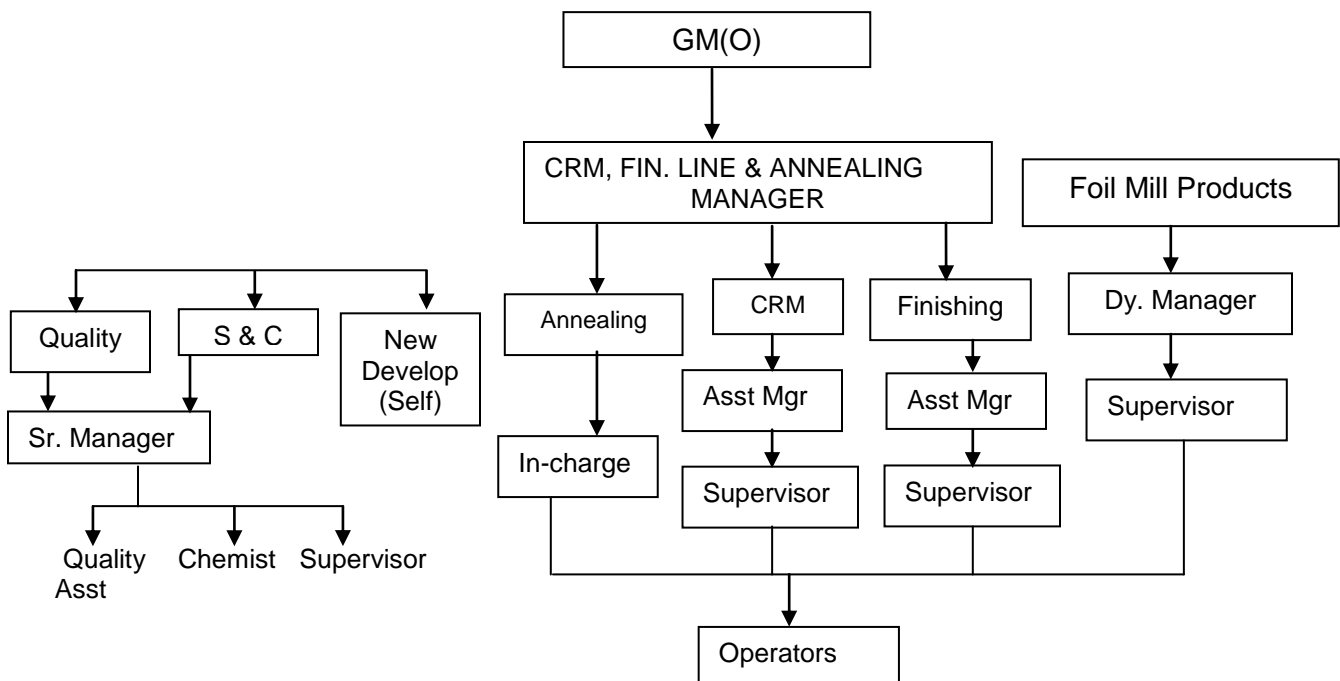 GM(O)
CRM, FIN. LINE & ANNEALING
MANAGER
Foil Mill Products
Quality
S & C
New
Develop
(Self)
Annealing
CRM
Finishing
Dy. Manager
Sr. Manager
In-charge
Asst Mgr
Asst Mgr
Supervisor
Supervisor
Supervisor
Quality
Asst
Chemist
Supervisor
Operators